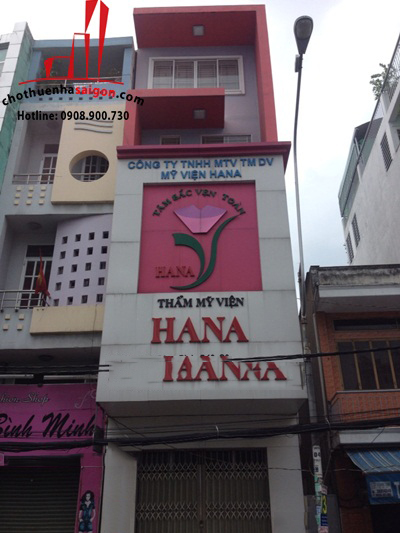 chothuenhasaigon.com
Hotline: 0908.900.730
CÔNG TY TNHH MTV TM DV
MỸ VIỆN HANA
TÂM SẮC VẸN TOÀN
HANA
THẨM MỸ VIỆN
HANA
Bình Minh